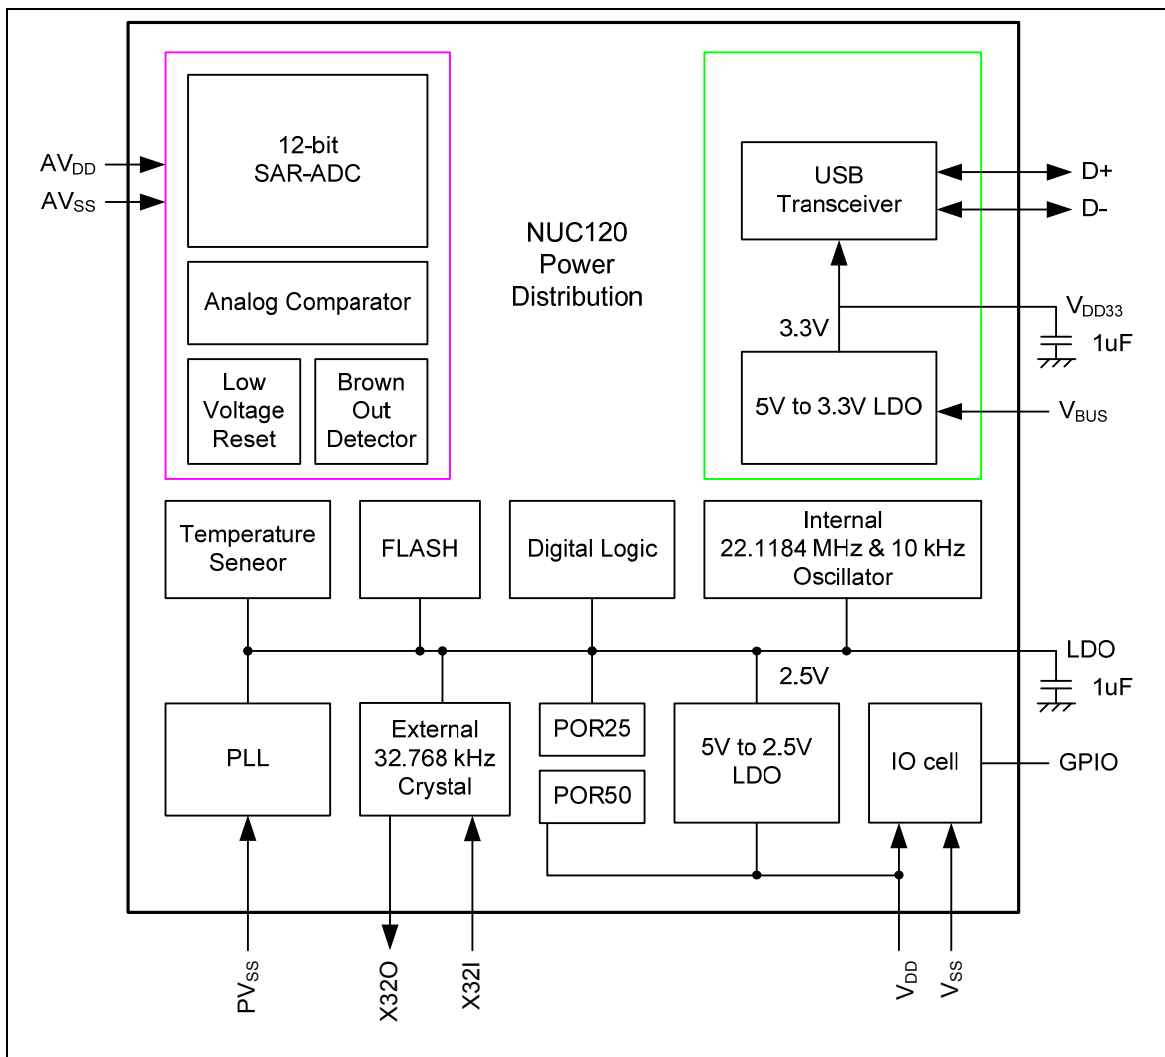 12-bit
SAR-ADC
AVDD
AVSS
Analog Comparator
Low
Voltage
Reset
Brown
Out
Detector
NUC120
Power
Distribution
USB
Transceiver
D+
D-
3.3V
VDD33
1uF
5V to 3.3V LDO
VBUS
Temperature
Seneor
FLASH
Digital Logic
Internal
22.1184 MHz & 10 kHz
Oscillator
2.5V
LDO
1uF
PLL
External
32.768 kHz
Crystal
POR25
POR50
5V to 2.5V
LDO
IO cell
GPIO
PVSS
X32O
X32I
VDD
VSS